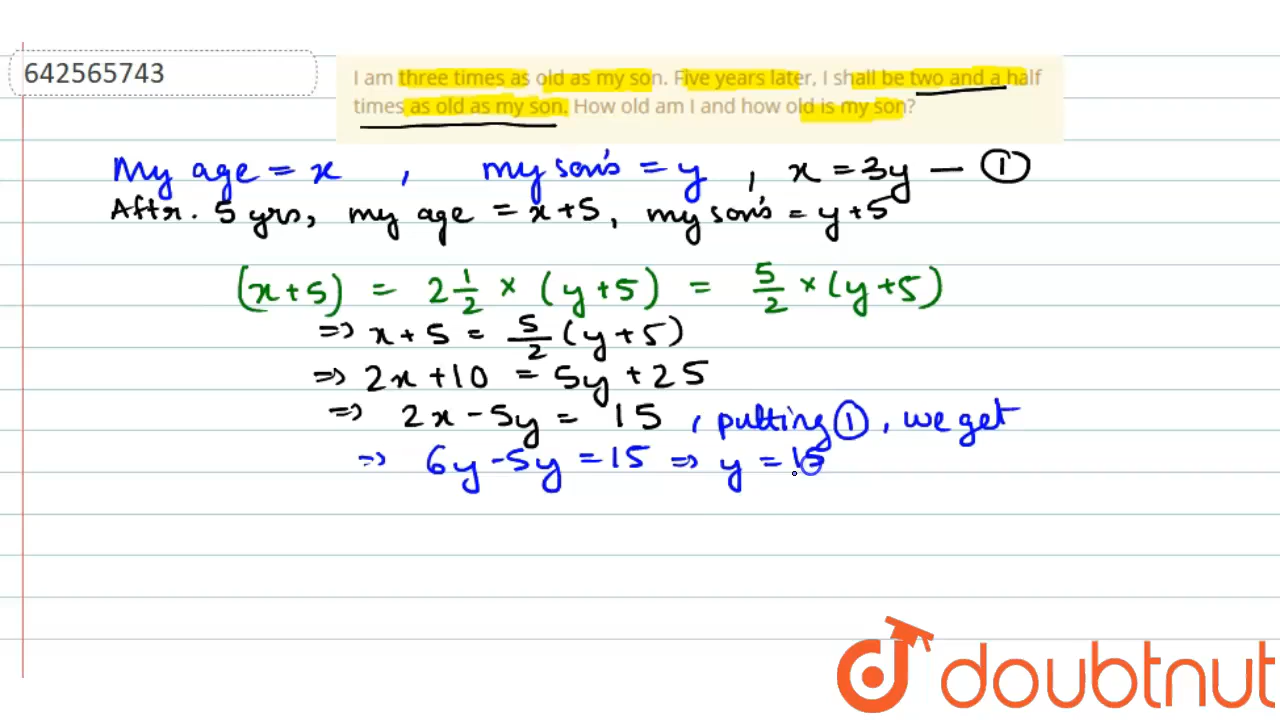 642565743
I am three times as old as my son. Five years later, I shall be two and a half
times as old as my son. How old am I and how old is my son?
My age = x , my son's = y , x = 3y — ①
Aftr. 5 yrs, my age = x+5, my son's = y+5
(x+5) = 2 1/2 × (y+5) = 5/2 × (y+5)
⇒ x+5 = 5/2 (y+5)
⇒ 2x+10 = 5y+25
⇒ 2x-5y = 15 , putting ①, we get
⇒ 6y-5y = 15 ⇒ y = 15
doubtnut